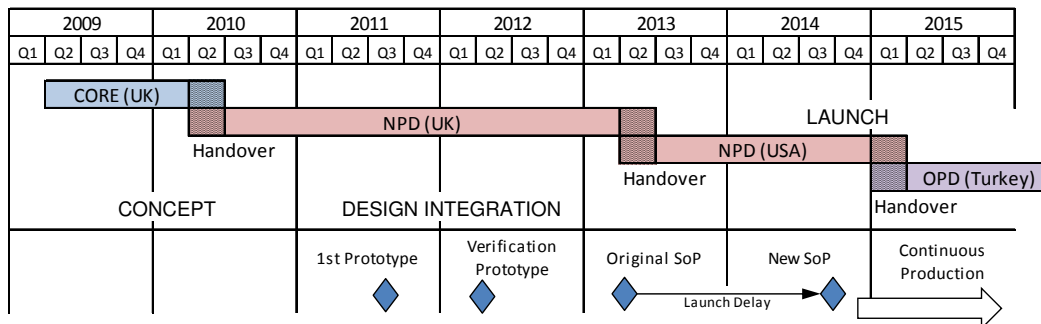 2009 2010 2011 2012 2013 2014 2015
Q1 Q2 Q3 Q4 Q1 Q2 Q3 Q4 Q1 Q2 Q3 Q4 Q1 Q2 Q3 Q4 Q1 Q2 Q3 Q4 Q1 Q2 Q3 Q4 Q1 Q2 Q3 Q4
CORE (UK)
NPD (UK) LAUNCH
Handover NPD (USA)
Handover OPD (Turkey)
CONCEPT DESIGN INTEGRATION Handover
1st Prototype Verification Prototype Original SoP New SoP Continuous Production
Launch Delay